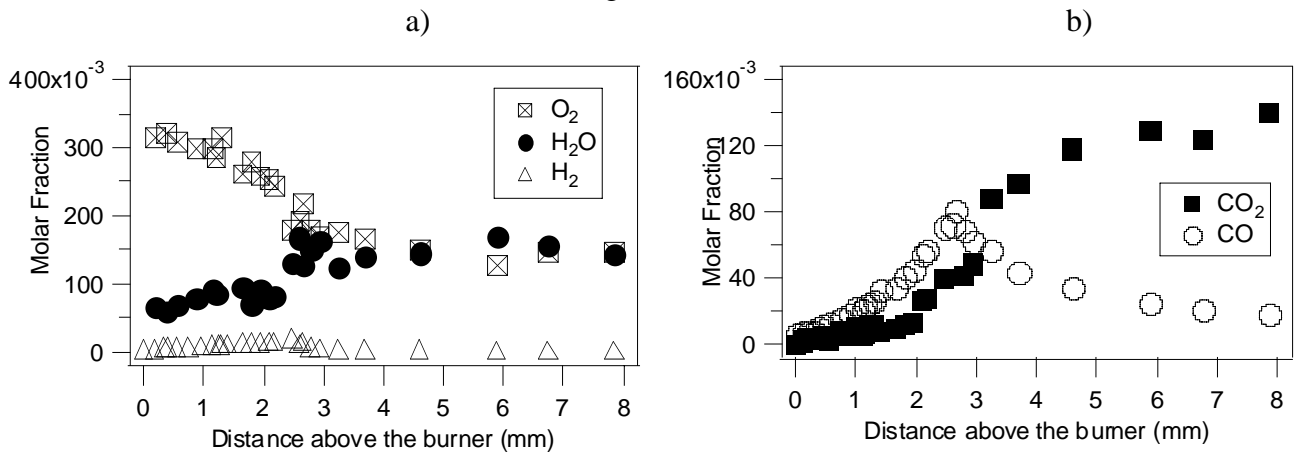 a)
400x10-3
300
200
100
0
Molar Fraction
O2
H2O
H2
0 1 2 3 4 5 6 7 8
Distance above the burner (mm)
b)
160x10-3
120
80
40
0
Molar Fraction
CO2
CO
0 1 2 3 4 5 6 7 8
Distance above the burner (mm)